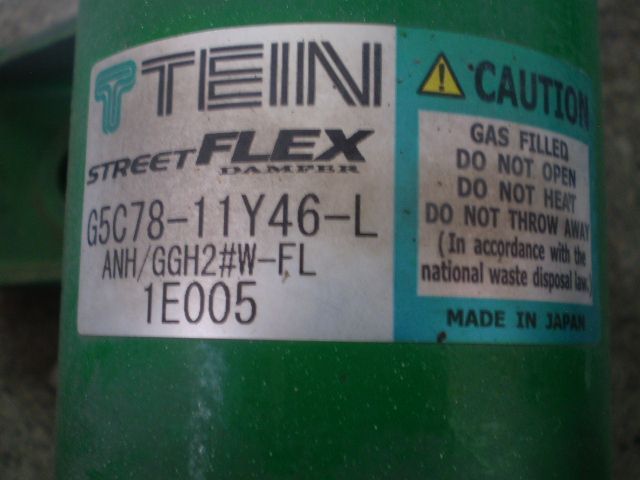 TEIN
STREET FLEX
DAMPER
G5C78-11Y46-L
ANH/GGH2#W-FL
1E005
CAUTION
GAS FILLED
DO NOT OPEN
DO NOT HEAT
DO NOT THROW AWAY
(In accordance with the
national waste disposal law.)
MADE IN JAPAN